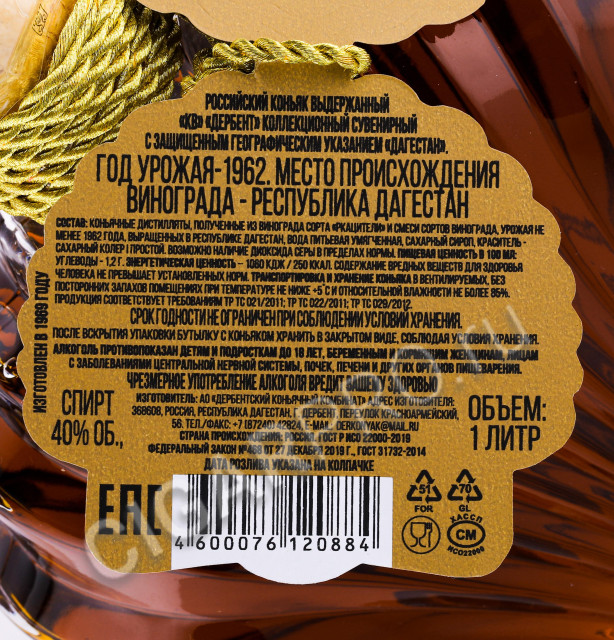 РОССИЙСКИЙ КОНЬЯК ВЫДЕРЖАННЫЙ
«КВ» «ДЕРБЕНТ» КОЛЛЕКЦИОННЫЙ СУВЕНИРНЫЙ
С ЗАЩИЩЕННЫМ ГЕОГРАФИЧЕСКИМ УКАЗАНИЕМ «ДАГЕСТАН».
ГОД УРОЖАЯ-1962. МЕСТО ПРОИСХОЖДЕНИЯ
ВИНОГРАДА - РЕСПУБЛИКА ДАГЕСТАН
СОСТАВ: КОНЬЯЧНЫЕ ДИСТИЛЛЯТЫ, ПОЛУЧЕННЫЕ ИЗ ВИНОГРАДА СОРТА «РКАЦИТЕЛИ» И СМЕСИ СОРТОВ ВИНОГРАДА, УРОЖАЯ НЕ
МЕНЕЕ 1962 ГОДА, ВЫРАЩЕННЫХ В РЕСПУБЛИКЕ ДАГЕСТАН, ВОДА ПИТЬЕВАЯ УМЯГЧЕННАЯ, САХАРНЫЙ СИРОП, КРАСИТЕЛЬ -
САХАРНЫЙ КОЛЕР I ПРОСТОЙ. ВОЗМОЖНО НАЛИЧИЕ ДИОКСИДА СЕРЫ В ПРЕДЕЛАХ НОРМЫ. ПИЩЕВАЯ ЦЕННОСТЬ В 100 МЛ:
УГЛЕВОДЫ - 1,2 Г. ЭНЕРГЕТИЧЕСКАЯ ЦЕННОСТЬ – 1060 КДЖ / 250 ККАЛ. СОДЕРЖАНИЕ ВРЕДНЫХ ВЕЩЕСТВ ДЛЯ ЗДОРОВЬЯ
ЧЕЛОВЕКА НЕ ПРЕВЫШАЕТ УСТАНОВЛЕННЫХ НОРМ. ТРАНСПОРТИРОВКА И ХРАНЕНИЕ КОНЬЯКА В ВЕНТИЛИРУЕМЫХ, БЕЗ
ПОСТОРОННИХ ЗАПАХОВ ПОМЕЩЕНИЯХ ПРИ ТЕМПЕРАТУРЕ НЕ НИЖЕ +5°С И ОТНОСИТЕЛЬНОЙ ВЛАЖНОСТИ НЕ БОЛЕЕ 85%.
ПРОДУКЦИЯ СООТВЕТСТВУЕТ ТРЕБОВАНИЯМ ТР ТС 021/2011; ТР ТС 022/2011; ТР ТС 029/2012.
СРОК ГОДНОСТИ НЕ ОГРАНИЧЕН ПРИ СОБЛЮДЕНИИ УСЛОВИЙ ХРАНЕНИЯ.
ПОСЛЕ ВСКРЫТИЯ УПАКОВКИ БУТЫЛКУ С КОНЬЯКОМ ХРАНИТЬ В ЗАКРЫТОМ ВИДЕ, СОБЛЮДАЯ УСЛОВИЯ ХРАНЕНИЯ.
АЛКОГОЛЬ ПРОТИВОПОКАЗАН ДЕТЯМ И ПОДРОСТКАМ ДО 18 ЛЕТ, БЕРЕМЕННЫМ И КОРМЯЩИМ ЖЕНЩИНАМ, ЛИЦАМ
С ЗАБОЛЕВАНИЯМИ ЦЕНТРАЛЬНОЙ НЕРВНОЙ СИСТЕМЫ, ПОЧЕК, ПЕЧЕНИ И ДРУГИХ ОРГАНОВ ПИЩЕВАРЕНИЯ.
ЧРЕЗМЕРНОЕ УПОТРЕБЛЕНИЕ АЛКОГОЛЯ ВРЕДИТ ВАШЕМУ ЗДОРОВЬЮ
ИЗГОТОВЛЕН В 1969 ГОДУ
СПИРТ
40% ОБ.,
ИЗГОТОВИТЕЛЬ: АО «ДЕРБЕНТСКИЙ КОНЬЯЧНЫЙ КОМБИНАТ» АДРЕС ИЗГОТОВИТЕЛЯ:
368608, РОССИЯ, РЕСПУБЛИКА ДАГЕСТАН, Г. ДЕРБЕНТ, ПЕРЕУЛОК КРАСНОАРМЕЙСКИЙ,
56. ТЕЛ./ФАКС: +7 (87240) 42824, E-MAIL. DERKONYAK@MAIL.RU
СТРАНА ПРОИСХОЖДЕНИЯ: РОССИЯ, ГОСТ Р ИСО 22000-2019
ФЕДЕРАЛЬНЫЙ ЗАКОН №468 ОТ 27 ДЕКАБРЯ 2019 Г., ГОСТ 31732-2014
ДАТА РОЗЛИВА УКАЗАНА НА КОЛПАЧКЕ
ОБЪЕМ:
1 ЛИТР
4 600076 120884
51
FOR
70
GL
ХАССП
СМ
ИСО22000